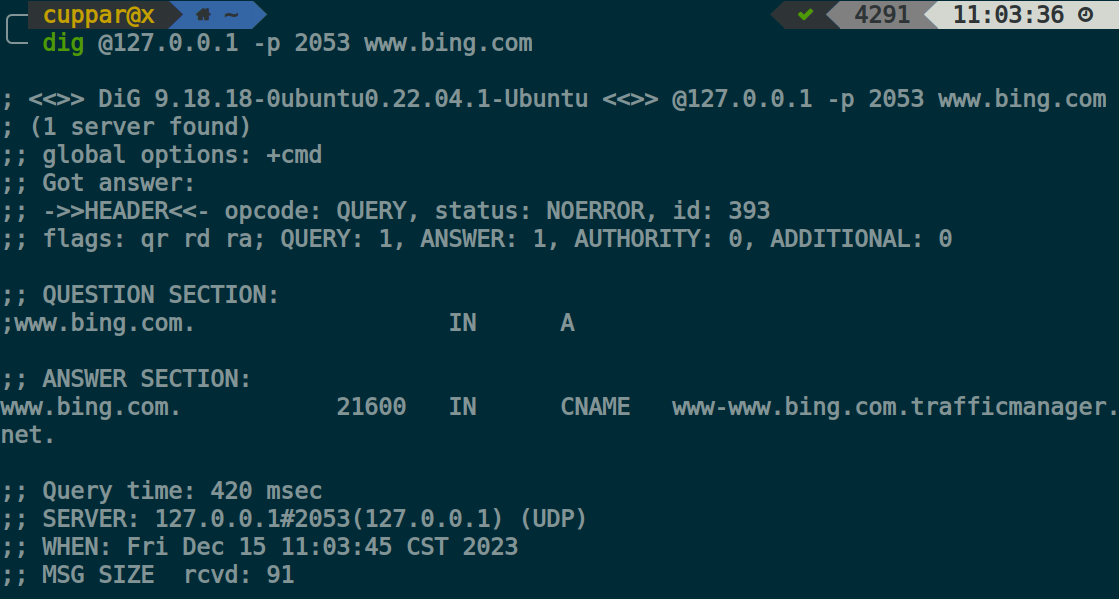 cuppar@x ~ ✔ 4291 11:03:36
dig @127.0.0.1 -p 2053 www.bing.com
; <<>> DiG 9.18.18-0ubuntu0.22.04.1-Ubuntu <<>> @127.0.0.1 -p 2053 www.bing.com
; (1 server found)
;; global options: +cmd
;; Got answer:
;; ->>HEADER<<- opcode: QUERY, status: NOERROR, id: 393
;; flags: qr rd ra; QUERY: 1, ANSWER: 1, AUTHORITY: 0, ADDITIONAL: 0
;; QUESTION SECTION:
;www.bing.com. IN A
;; ANSWER SECTION:
www.bing.com. 21600 IN CNAME www-www.bing.com.trafficmanager.
net.
;; Query time: 420 msec
;; SERVER: 127.0.0.1#2053(127.0.0.1) (UDP)
;; WHEN: Fri Dec 15 11:03:45 CST 2023
;; MSG SIZE rcvd: 91